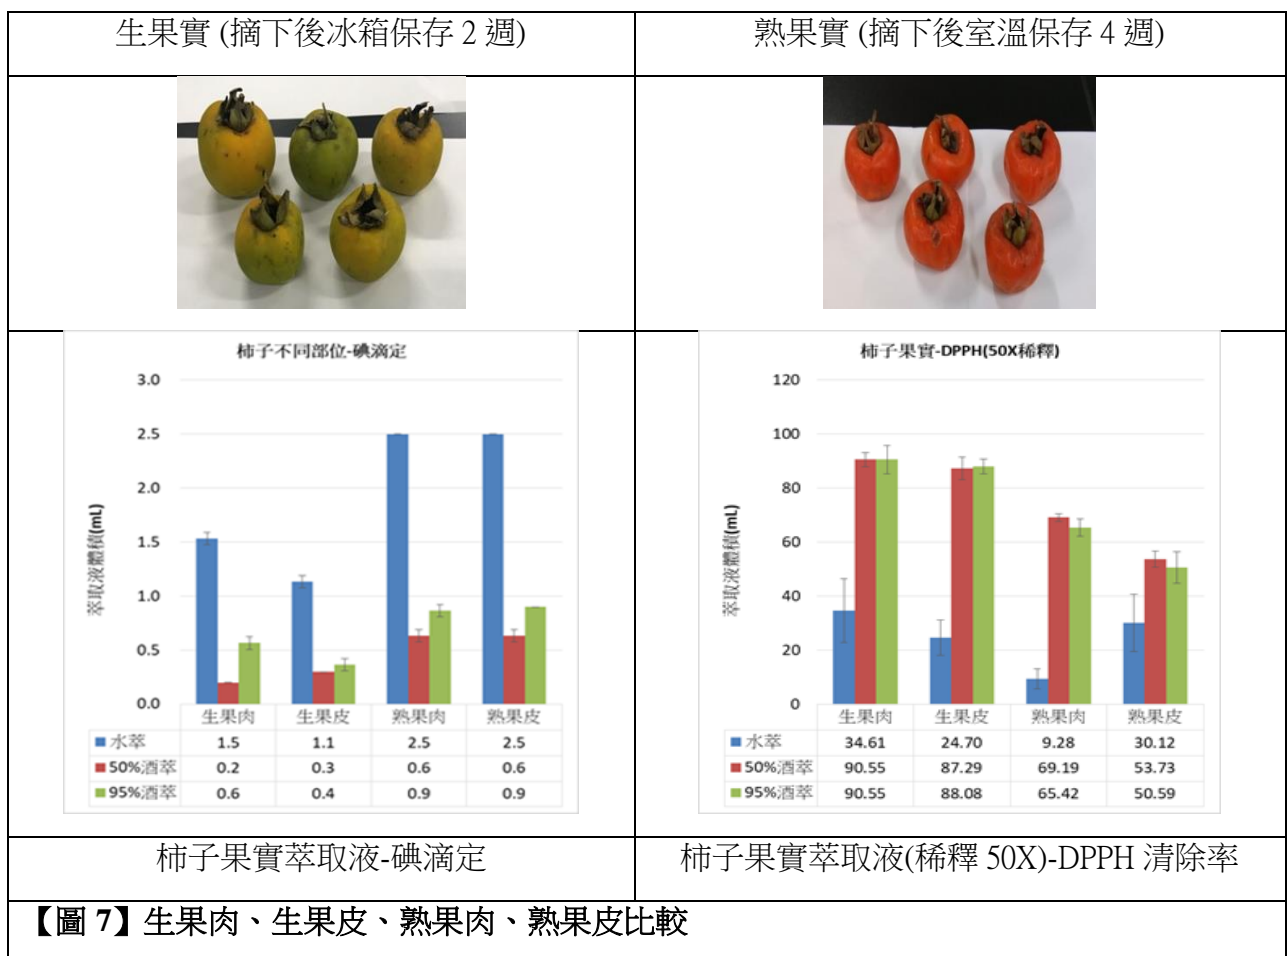 生果實 (摘下後冰箱保存 2 週)
熟果實 (摘下後室溫保存 4 週)
柿子不同部位-碘滴定
萃取液體積(mL)
3.0
2.5
2.0
1.5
1.0
0.5
0.0
生果肉 生果皮 熟果肉 熟果皮
水萃 1.5 1.1 2.5 2.5
50%酒萃 0.2 0.3 0.6 0.6
95%酒萃 0.6 0.4 0.9 0.9
柿子果實-DPPH(50X稀釋)
萃取液體積(mL)
120
100
80
60
40
20
0
生果肉 生果皮 熟果肉 熟果皮
水萃 34.61 24.70 9.28 30.12
50%酒萃 90.55 87.29 69.19 53.73
95%酒萃 90.55 88.08 65.42 50.59
柿子果實萃取液-碘滴定
柿子果實萃取液(稀釋 50X)-DPPH 清除率
【圖 7】生果肉、生果皮、熟果肉、熟果皮比較